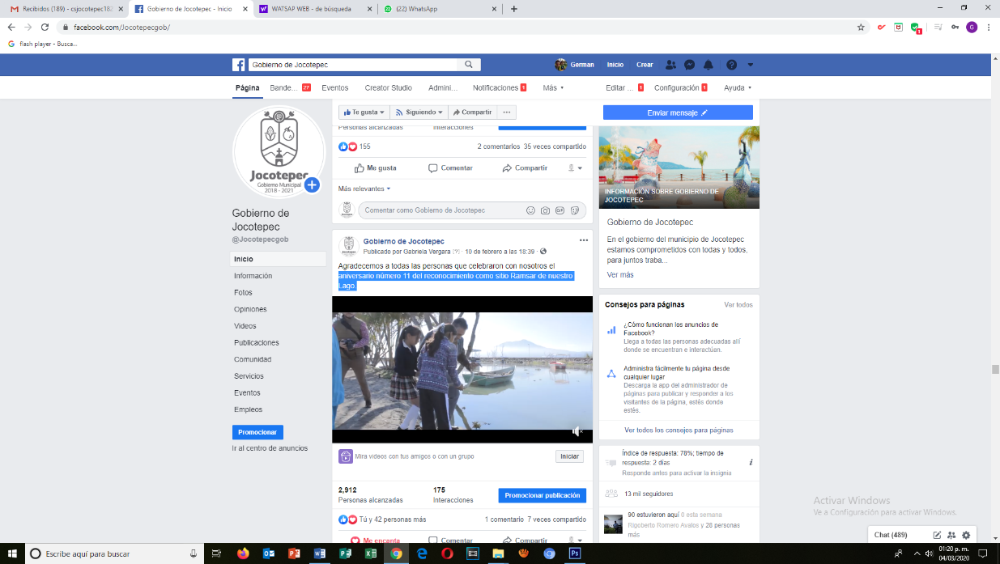 Recibidos (189) - csjocotepec182
Gobierno de Jocotepec - Inicio
WATSAP WEB - de búsqueda
(22) WhatsApp
facebook.com/Jocotepecgob/
flash player - Busca...
Gobierno de Jocotepec
German
Inicio
Crear
Página
Bande... 27
Eventos
Creator Studio
Admini...
Notificaciones 1
Más
Editar ... 1
Configuración 1
Ayuda
Te gusta
Siguiendo
Compartir
Enviar mensaje
Personas alcanzadas
Interacciones
155
2 comentarios 35 veces compartido
Me gusta
Comentar
Compartir
Más relevantes
Comentar como Gobierno de Jocotepec
Jocotepec
Gobierno Municipal
2018 - 2021
Gobierno de
Jocotepec
@Jocotepecgob
Inicio
Información
Fotos
Opiniones
Videos
Publicaciones
Comunidad
Servicios
Eventos
Empleos
Promocionar
Ir al centro de anuncios
Gobierno de Jocotepec
Publicado por Gabriela Vergara [?] · 10 de febrero a las 18:39 ·
Agradecemos a todas las personas que celebraron con nosotros el
aniversario número 11 del reconocimiento como sitio Ramsar de nuestro
Lago.
Mira videos con tus amigos o con un grupo
Iniciar
2,912
Personas alcanzadas
175
Interacciones
Promocionar publicación
Tú y 42 personas más
1 comentario 7 veces compartido
Me encanta
Comentar
Compartir
INFORMACIÓN SOBRE GOBIERNO DE
JOCOTEPEC
Gobierno de Jocotepec
En el gobierno del municipio de Jocotepec
estamos comprometidos con todas y todos,
para juntos traba...
Ver más
Consejos para páginas
Ver todos
¿Cómo funcionan los anuncios de
Facebook?
Llega a todas las personas adecuadas allí
donde se encuentran e interactúan.
Administra fácilmente tu página desde
cualquier lugar
Descarga la app del administrador de
páginas para publicar y responder a los
visitantes de la página, estés donde
estés.
Ver todos los consejos para páginas
Índice de respuesta: 78%; tiempo de
respuesta: 2 días
Responde antes para activar la insignia
13 mil seguidores
90 estuvieron aquí 0 esta semana
Rigoberto Romero Avalos y 28 personas
más
Activar Windows
Ve a Configuración para activar Windows.
Chat (489)
Escribe aquí para buscar
01:20 p. m.
04/03/2020